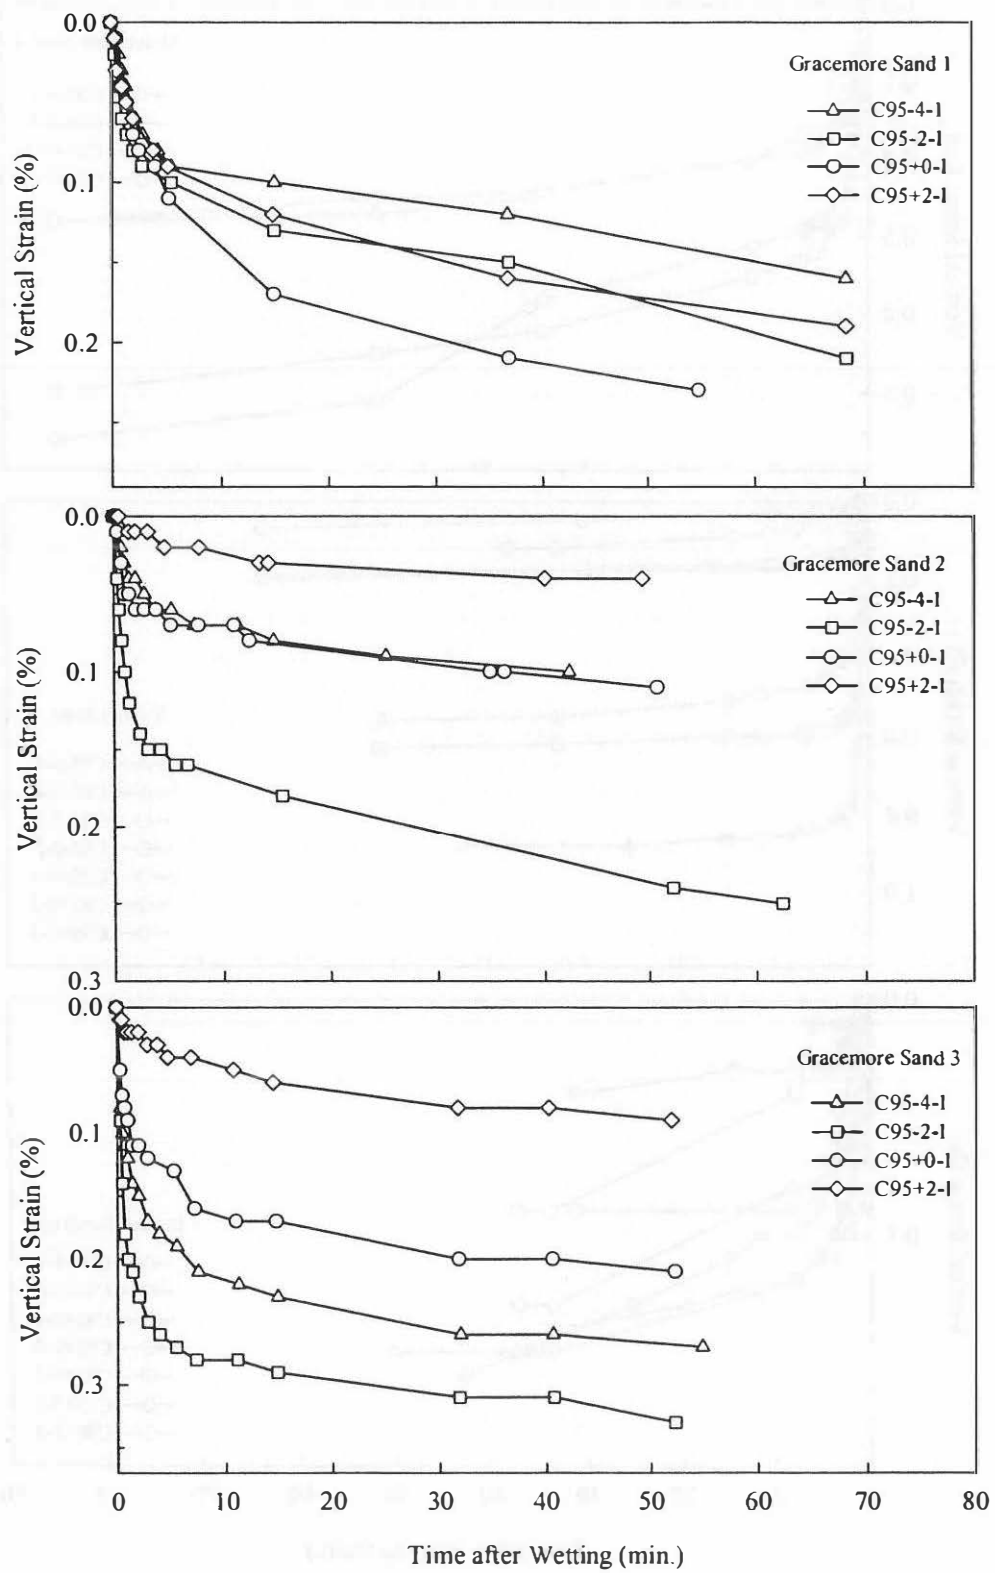 0.0
0.1
0.2
Vertical Strain (%)
Gracemore Sand 1
C95-4-1
C95-2-1
C95+0-1
C95+2-1
0.0
0.1
0.2
0.3
Vertical Strain (%)
Gracemore Sand 2
C95-4-1
C95-2-1
C95+0-1
C95+2-1
0.0
0.1
0.2
0.3
Vertical Strain (%)
Gracemore Sand 3
C95-4-1
C95-2-1
C95+0-1
C95+2-1
0 10 20 30 40 50 60 70 80
Time after Wetting (min.)